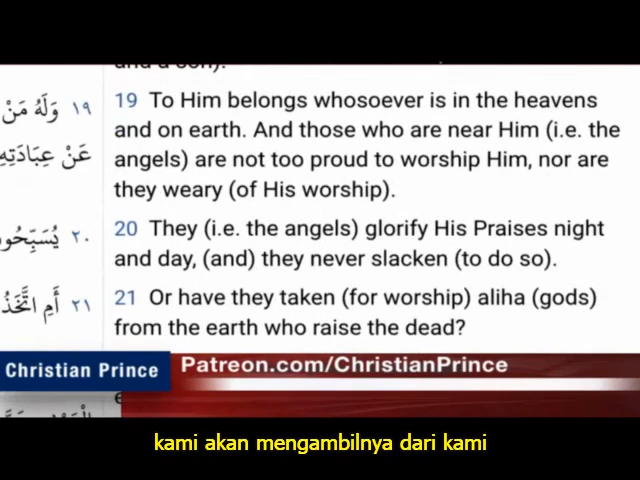 and a son).
19 To Him belongs whosoever is in the heavens
١٩ وَلَهُ مَنْ
and on earth. And those who are near Him (i.e. the
angels) are not too proud to worship Him, nor are
عَنْ عِبَادَتِهِ
they weary (of His worship).
20 They (i.e. the angels) glorify His Praises night
٢٠
and day, (and) they never slacken (to do so).
21 Or have they taken (for worship) aliha (gods)
٢١ أَمِ
from the earth who raise the dead?
Christian Prince
Patreon.com/ChristianPrince
kami akan mengambilnya dari kami